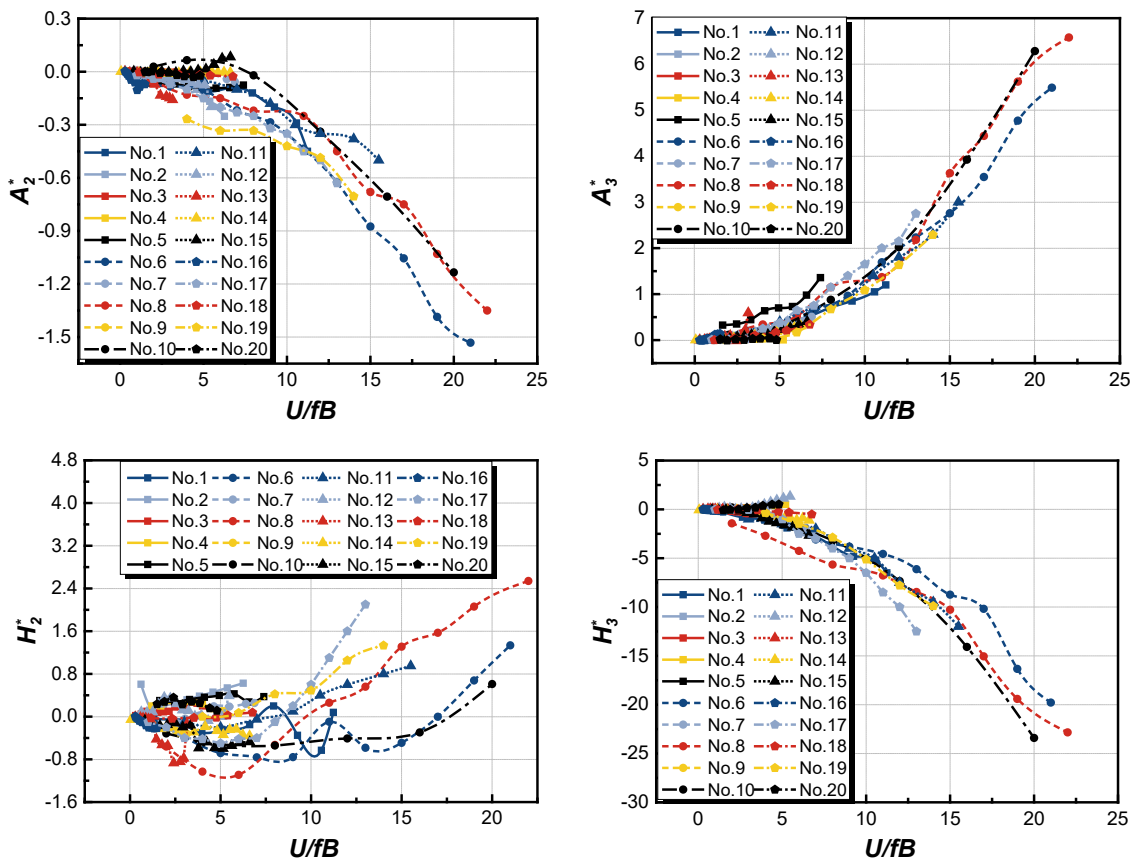 0.3
0.0
-0.3
-0.6
-0.9
-1.2
-1.5
A₂*
No.1 No.11
No.2 No.12
No.3 No.13
No.4 No.14
No.5 No.15
No.6 No.16
No.7 No.17
No.8 No.18
No.9 No.19
No.10 No.20
0 5 10 15 20 25
U/fB
7
6
5
4
3
2
1
0
A₃*
No.1 No.11
No.2 No.12
No.3 No.13
No.4 No.14
No.5 No.15
No.6 No.16
No.7 No.17
No.8 No.18
No.9 No.19
No.10 No.20
0 5 10 15 20 25
U/fB
4.8
4.0
3.2
2.4
1.6
0.8
0.0
-0.8
-1.6
H₂*
No.1 No.6 No.11 No.16
No.2 No.7 No.12 No.17
No.3 No.8 No.13 No.18
No.4 No.9 No.14 No.19
No.5 No.10 No.15 No.20
0 5 10 15 20
U/fB
5
0
-5
-10
-15
-20
-25
-30
H₃*
No.1 No.11
No.2 No.12
No.3 No.13
No.4 No.14
No.5 No.15
No.6 No.16
No.7 No.17
No.8 No.18
No.9 No.19
No.10 No.20
0 5 10 15 20 25
U/fB